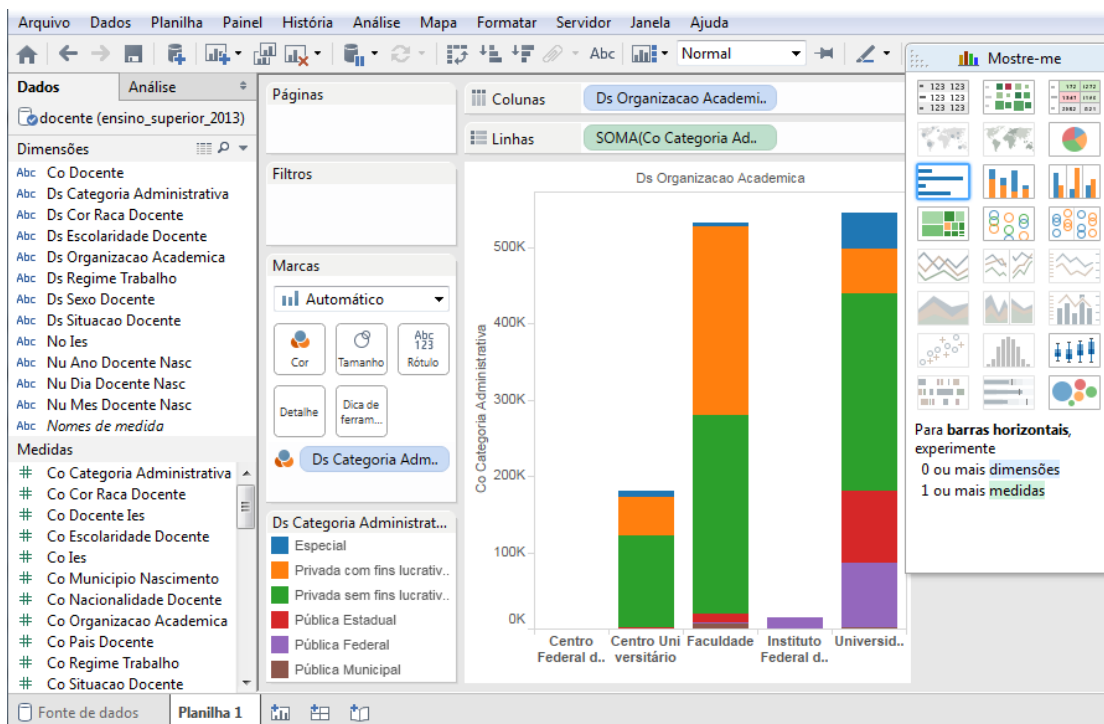 Arquivo Dados Planilha Painel História Análise Mapa Formatar Servidor Janela Ajuda
Abc Normal
Mostre-me
Dados Análise
docente (ensino_superior_2013)
Dimensões
Abc Co Docente
Abc Ds Categoria Administrativa
Abc Ds Cor Raca Docente
Abc Ds Escolaridade Docente
Abc Ds Organizacao Academica
Abc Ds Regime Trabalho
Abc Ds Sexo Docente
Abc Ds Situacao Docente
Abc No Ies
Abc Nu Ano Docente Nasc
Abc Nu Dia Docente Nasc
Abc Nu Mes Docente Nasc
Abc Nomes de medida
Medidas
# Co Categoria Administrativa
# Co Cor Raca Docente
# Co Docente Ies
# Co Escolaridade Docente
# Co Ies
# Co Municipio Nascimento
# Co Nacionalidade Docente
# Co Organizacao Academica
# Co Pais Docente
# Co Regime Trabalho
# Co Situacao Docente
Páginas
Filtros
Marcas
Automático
Cor
Tamanho
Abc
123
Rótulo
Detalhe
Dica de
ferram...
Ds Categoria Adm..
Ds Categoria Administrat...
Especial
Privada com fins lucrativ..
Privada sem fins lucrativ..
Pública Estadual
Pública Federal
Pública Municipal
Colunas Ds Organizacao Academi..
Linhas SOMA(Co Categoria Ad..
Ds Organizacao Academica
Co Categoria Administrativa
500K
400K
300K
200K
100K
0K
Centro
Federal d..
Centro Uni
versitário
Faculdade
Instituto
Federal d..
Universid..
123 123
123 123
123 123
Para barras horizontais,
experimente
0 ou mais dimensões
1 ou mais medidas
Fonte de dados Planilha 1